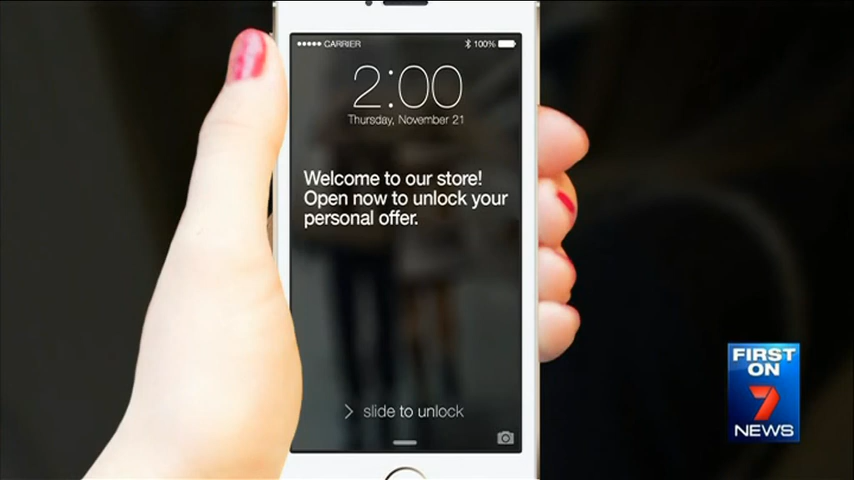 CARRIER
100%
2:00
Thursday, November 21
Welcome to our store!
Open now to unlock your
personal offer.
> slide to unlock
FIRST
ON
7
NEWS